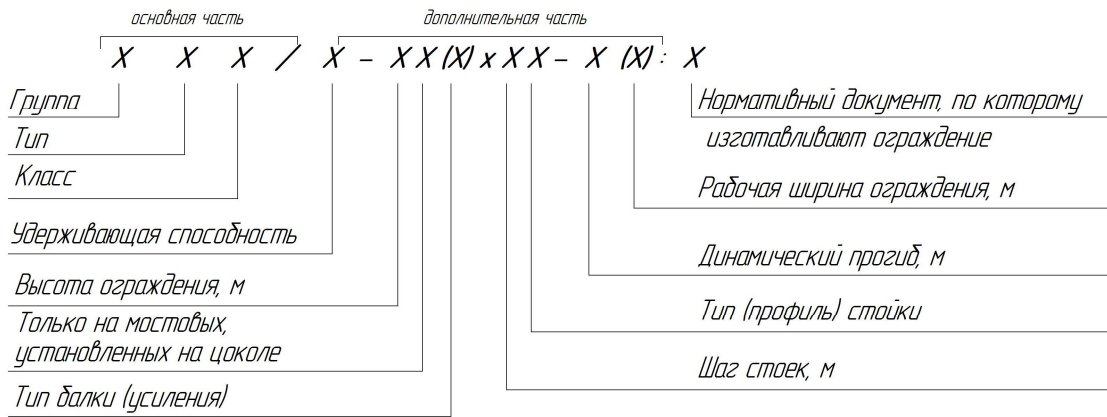 основная часть
дополнительная часть
X X X / X - X X (X) x X X - X (X) : X
Группа
Тип
Класс
Удерживающая способность
Высота ограждения, м
Только на мостовых,
установленных на цоколе
Тип балки (усиления)
Нормативный документ, по которому
изготавливают ограждение
Рабочая ширина ограждения, м
Динамический прогиб, м
Тип (профиль) стойки
Шаг стоек, м